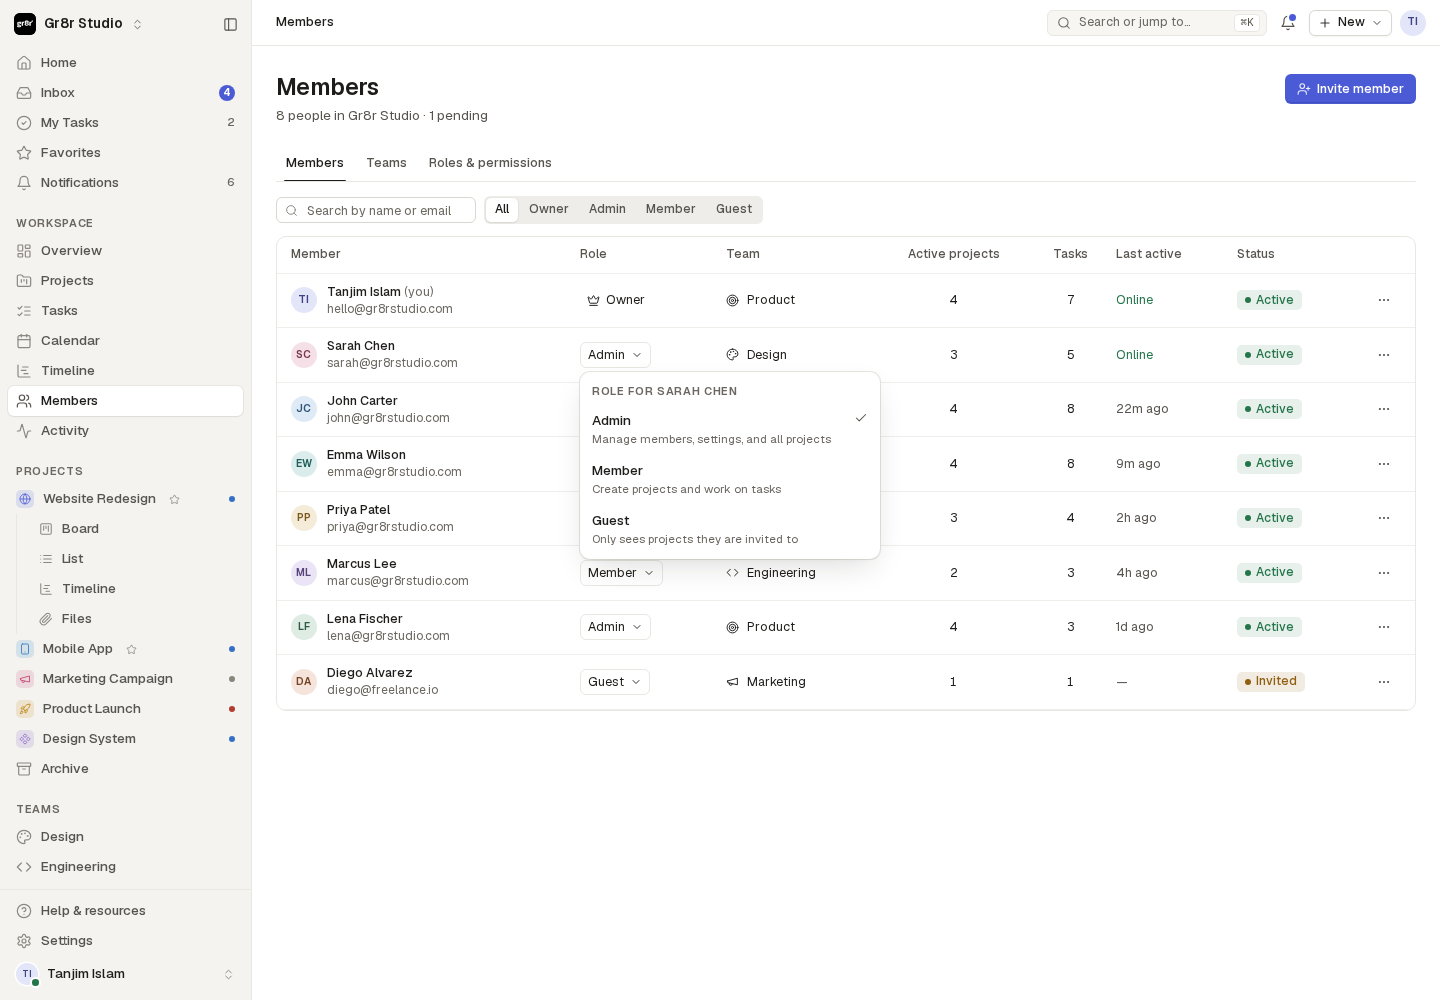 gr8r
Gr8r Studio
Home
Inbox
4
My Tasks
2
Favorites
Notifications
6
WORKSPACE
Overview
Projects
Tasks
Calendar
Timeline
Members
Activity
PROJECTS
Website Redesign
Board
List
Timeline
Files
Mobile App
Marketing Campaign
Product Launch
Design System
Archive
TEAMS
Design
Engineering
Help & resources
Settings
TI Tanjim Islam
Members
Search or jump to... ⌘K
New
TI
Members
8 people in Gr8r Studio · 1 pending
Invite member
Members Teams Roles & permissions
Search by name or email
All Owner Admin Member Guest
Member Role Team Active projects Tasks Last active Status
TI Tanjim Islam (you)
hello@gr8rstudio.com
Owner Product 4 7 Online Active
SC Sarah Chen
sarah@gr8rstudio.com
Admin Design 3 5 Online Active
JC John Carter
john@gr8rstudio.com
4 8 22m ago Active
EW Emma Wilson
emma@gr8rstudio.com
4 8 9m ago Active
PP Priya Patel
priya@gr8rstudio.com
3 4 2h ago Active
ML Marcus Lee
marcus@gr8rstudio.com
Member Engineering 2 3 4h ago Active
LF Lena Fischer
lena@gr8rstudio.com
Admin Product 4 3 1d ago Active
DA Diego Alvarez
diego@freelance.io
Guest Marketing 1 1 — Invited
ROLE FOR SARAH CHEN
Admin
Manage members, settings, and all projects
Member
Create projects and work on tasks
Guest
Only sees projects they are invited to